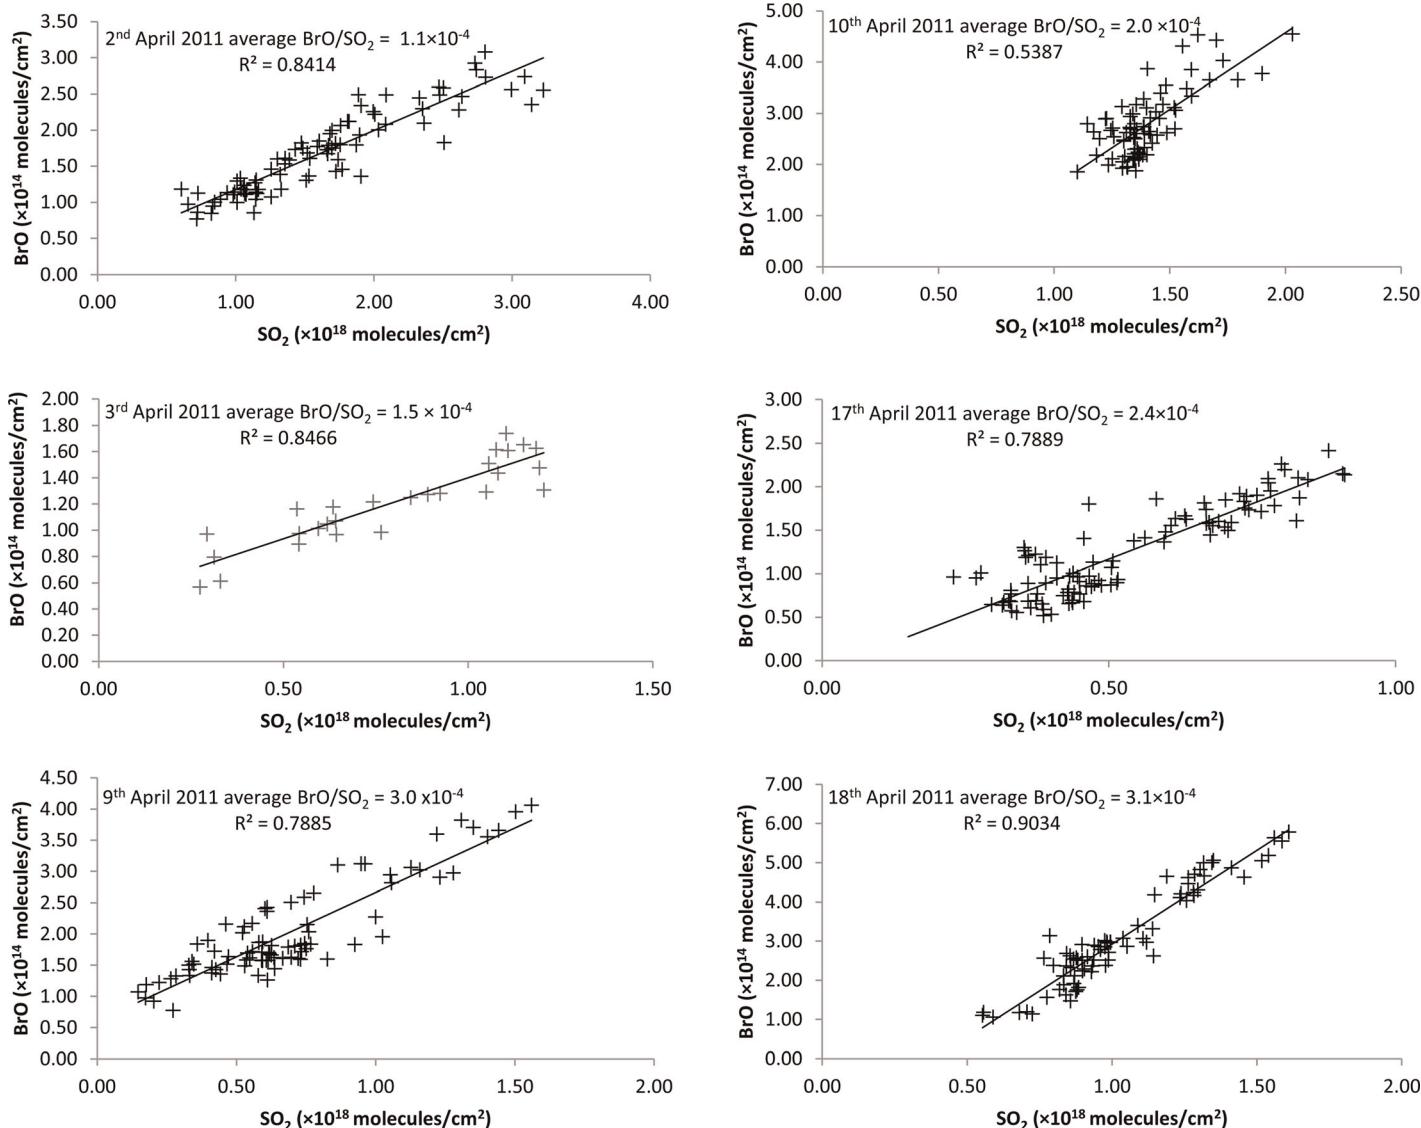 2nd April 2011 average BrO/SO2 = 1.1×10-4
R² = 0.8414
BrO (×10¹⁴ molecules/cm²)
3.50
3.00
2.50
2.00
1.50
1.00
0.50
0.00
0.00 1.00 2.00 3.00 4.00
SO₂ (×10¹⁸ molecules/cm²)
10th April 2011 average BrO/SO₂ = 2.0 ×10-4
R² = 0.5387
BrO (×10¹⁴ molecules/cm²)
5.00
4.00
3.00
2.00
1.00
0.00
0.00 0.50 1.00 1.50 2.00 2.50
SO₂ (×10¹⁸ molecules/cm²)
3rd April 2011 average BrO/SO₂ = 1.5 × 10-4
R² = 0.8466
BrO (×10¹⁴ molecules/cm²)
2.00
1.80
1.60
1.40
1.20
1.00
0.80
0.60
0.40
0.20
0.00
0.00 0.50 1.00 1.50
SO₂ (×10¹⁸ molecules/cm²)
17th April 2011 average BrO/SO₂ = 2.4×10-4
R² = 0.7889
BrO (×10¹⁴ molecules/cm²)
3.00
2.50
2.00
1.50
1.00
0.50
0.00
0.00 0.50 1.00
SO₂ (×10¹⁸ molecules/cm²)
9th April 2011 average BrO/SO₂ = 3.0 x10-4
R² = 0.7885
BrO (×10¹⁴ molecules/cm²)
4.50
4.00
3.50
3.00
2.50
2.00
1.50
1.00
0.50
0.00
0.00 0.50 1.00 1.50 2.00
SO₂ (×10¹⁸ molecules/cm²)
18th April 2011 average BrO/SO₂ = 3.1×10-4
R² = 0.9034
BrO (×10¹⁴ molecules/cm²)
7.00
6.00
5.00
4.00
3.00
2.00
1.00
0.00
0.00 0.50 1.00 1.50 2.00
SO₂ (×10¹⁸ molecules/cm²)